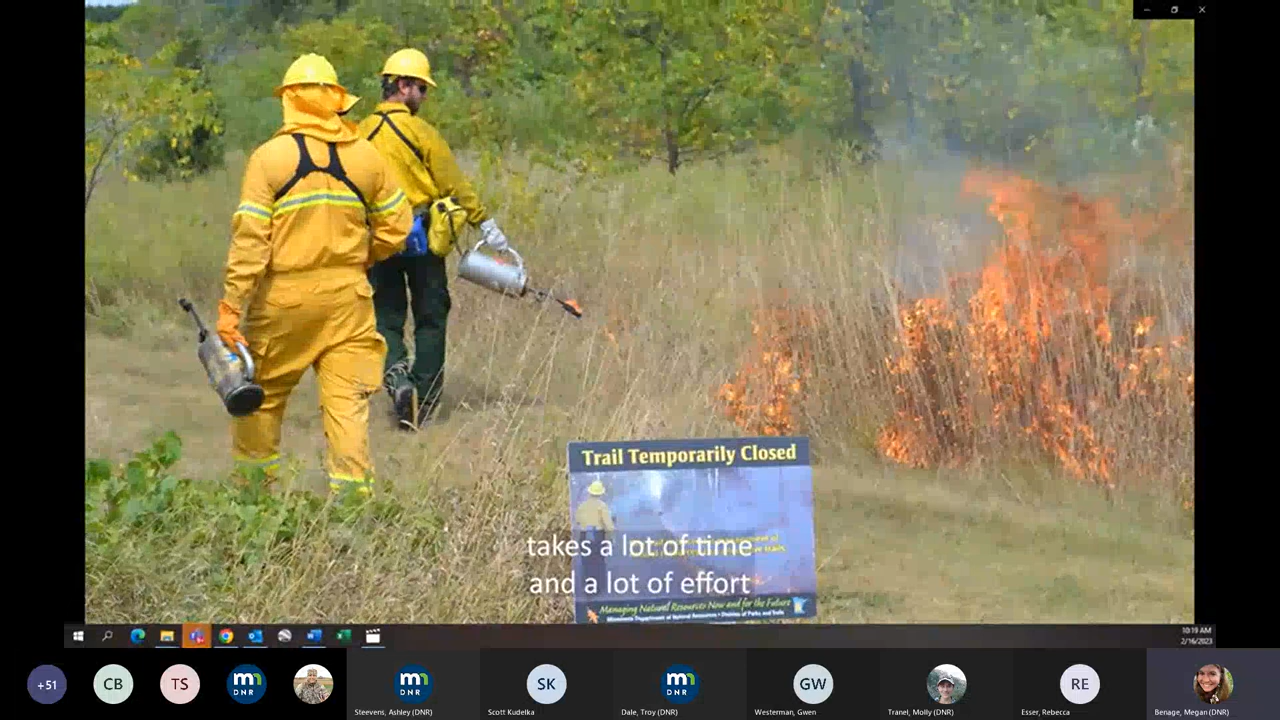 Trail Temporarily Closed
takes a lot of time
and a lot of effort
Managing Natural Resources Now and for the Future
Minnesota Department of Natural Resources • Division of Parks and Trails
10:19 AM
2/16/2023
+51
CB
TS
DNR
DNR
SK
DNR
GW
RE
Steevens, Ashley (DNR)
Scott Kudelka
Dale, Troy (DNR)
Westerman, Gwen
Tranel, Molly (DNR)
Esser, Rebecca
Benage, Megan (DNR)